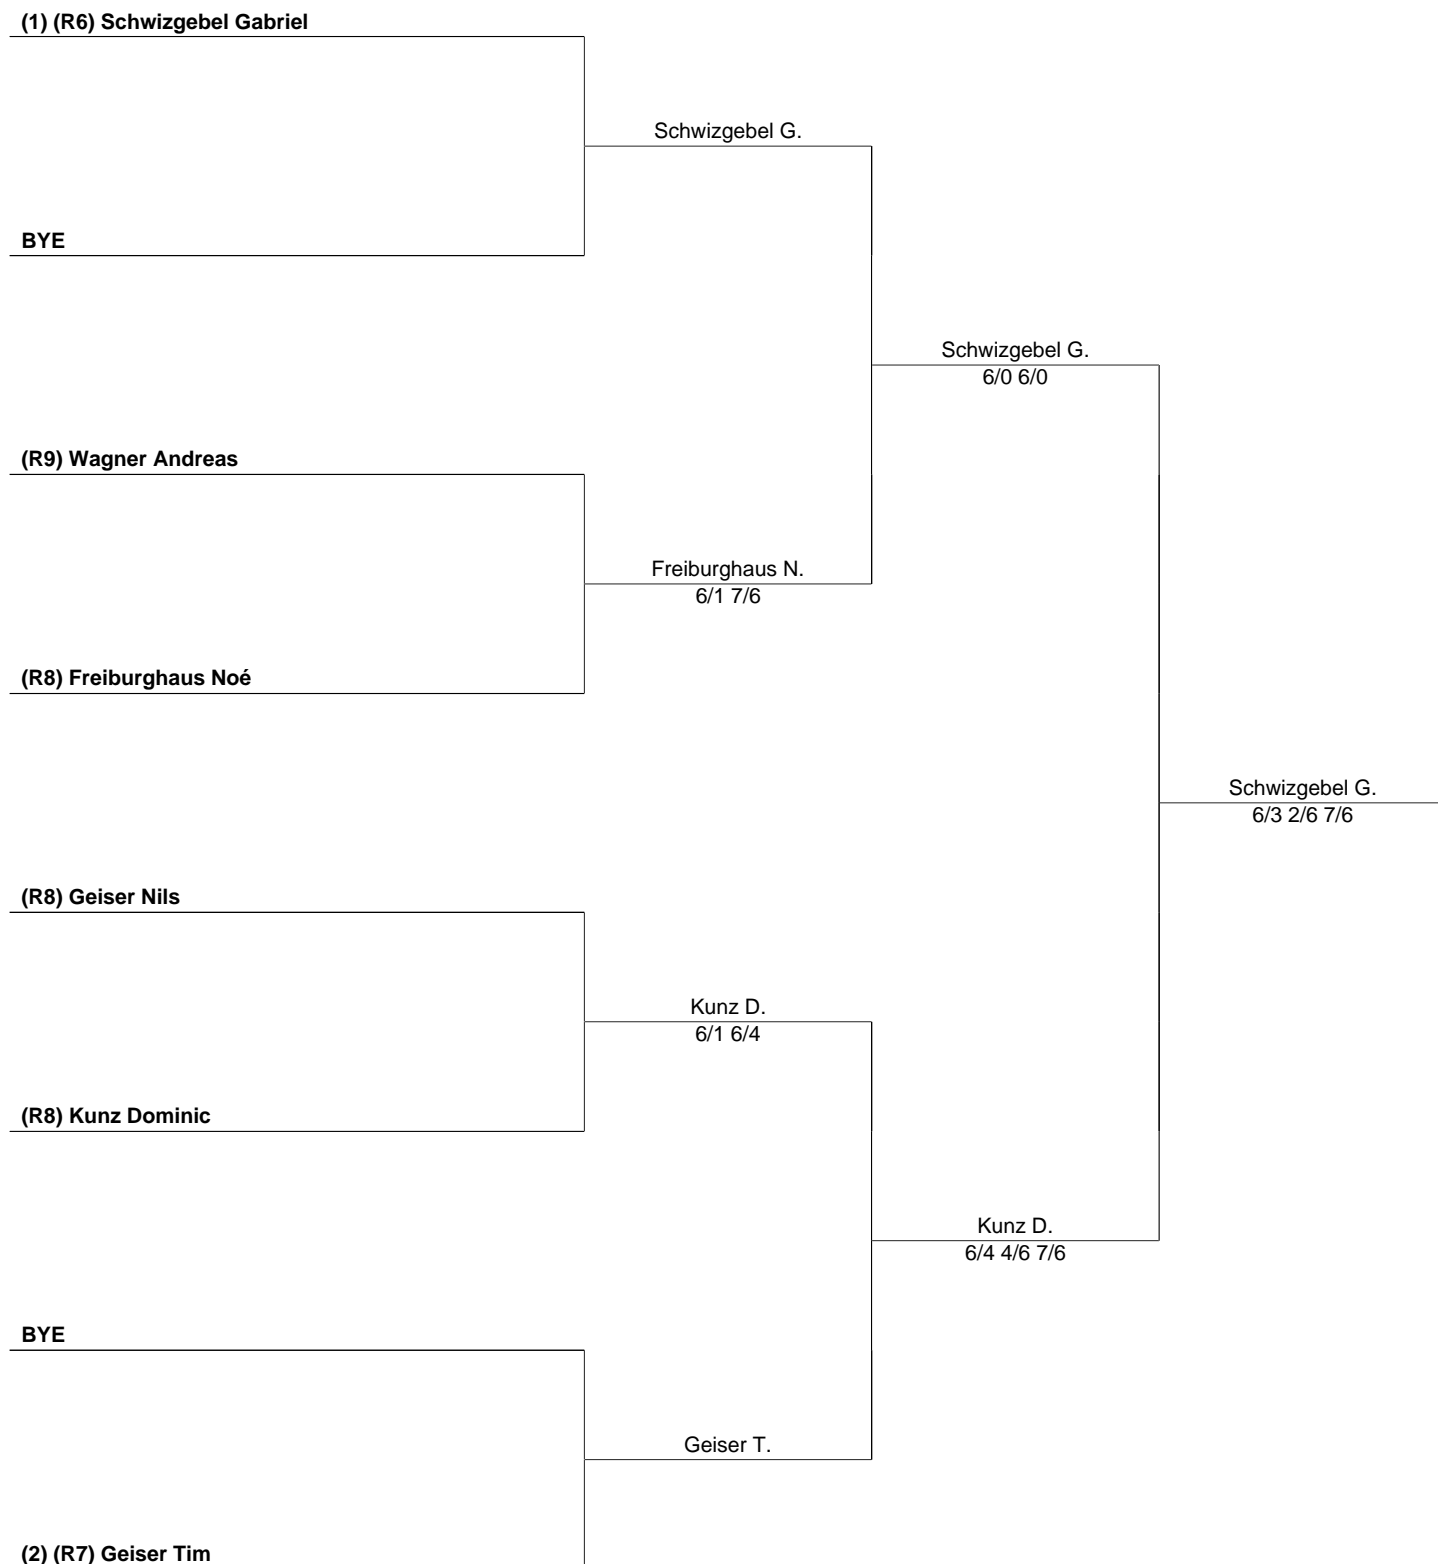 (1) (R6) Schwizgebel Gabriel
Schwizgebel G.
BYE
Schwizgebel G.
6/0 6/0
(R9) Wagner Andreas
Freiburghaus N.
6/1 7/6
(R8) Freiburghaus Noé
Schwizgebel G.
6/3 2/6 7/6
(R8) Geiser Nils
Kunz D.
6/1 6/4
(R8) Kunz Dominic
Kunz D.
6/4 4/6 7/6
BYE
Geiser T.
(2) (R7) Geiser Tim